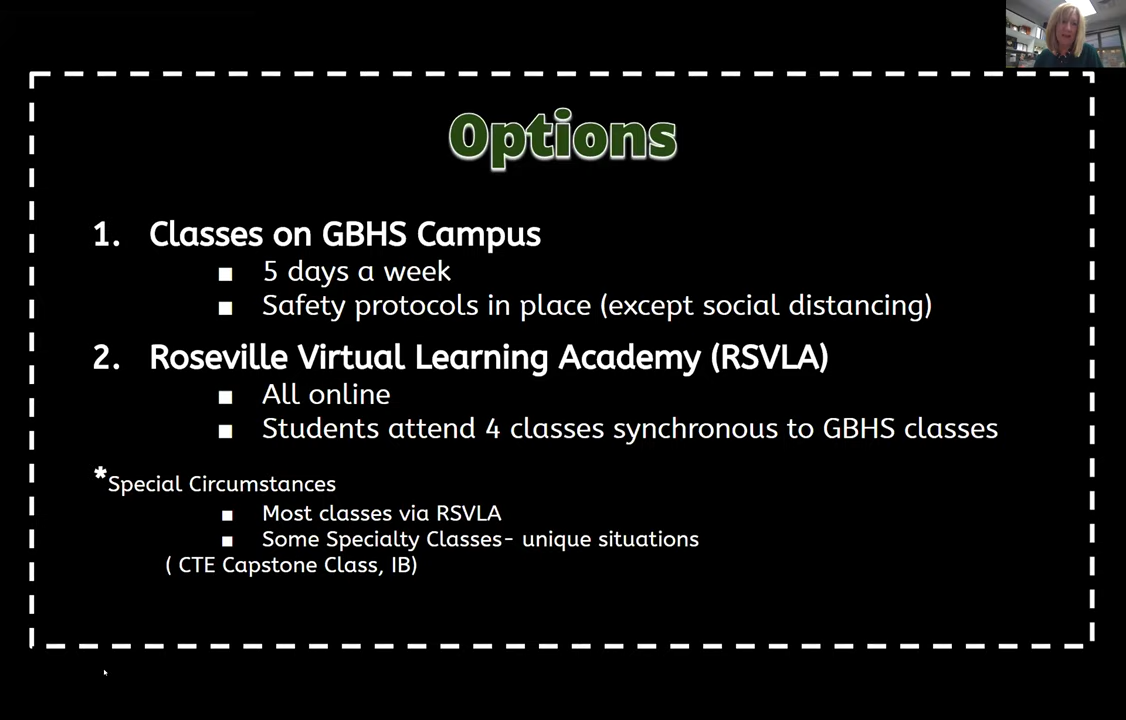 Options
1. Classes on GBHS Campus
■ 5 days a week
■ Safety protocols in place (except social distancing)
2. Roseville Virtual Learning Academy (RSVLA)
■ All online
■ Students attend 4 classes synchronous to GBHS classes
*Special Circumstances
■ Most classes via RSVLA
■ Some Specialty Classes- unique situations
( CTE Capstone Class, IB)